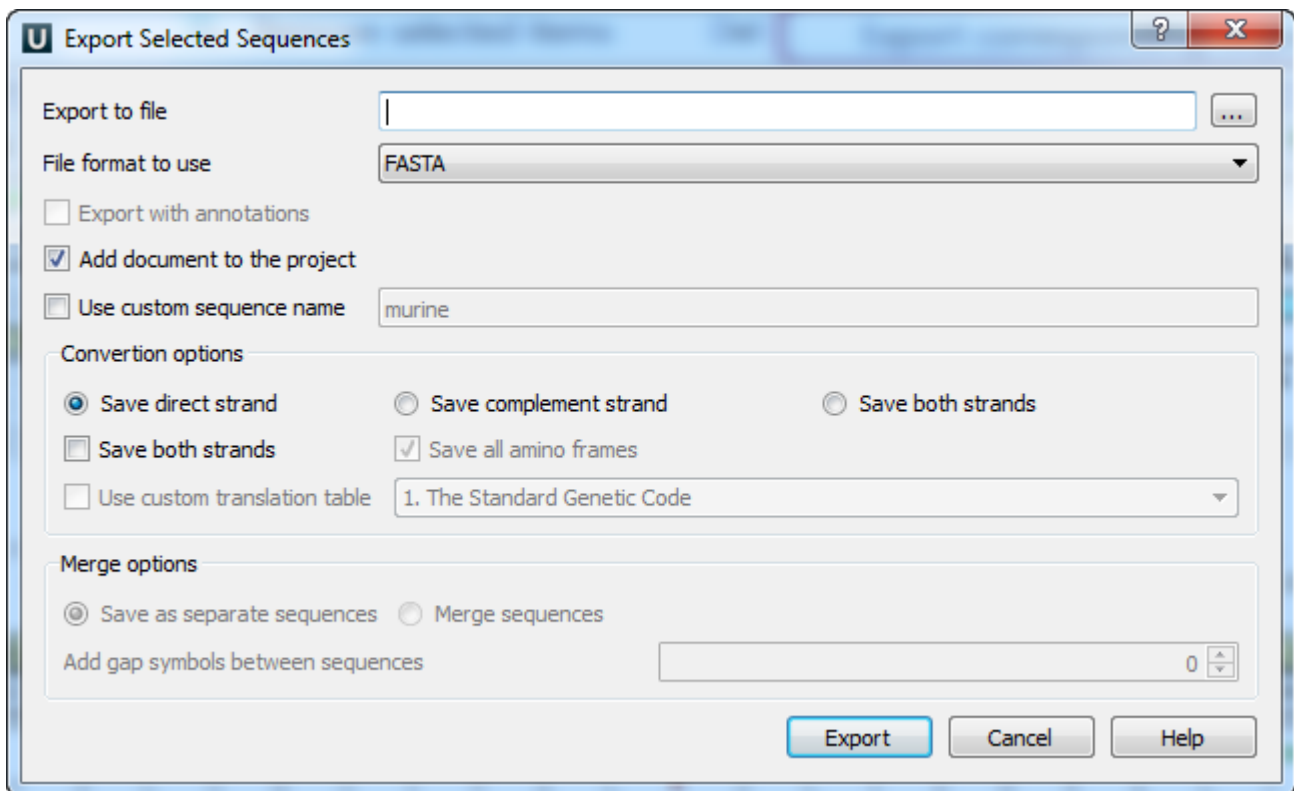 U Export Selected Sequences ?
Export to file ...
File format to use FASTA
Export with annotations
Add document to the project
Use custom sequence name murine
Convertion options
Save direct strand Save complement strand Save both strands
Save both strands Save all amino frames
Use custom translation table 1. The Standard Genetic Code
Merge options
Save as separate sequences Merge sequences
Add gap symbols between sequences 0
Export Cancel Help